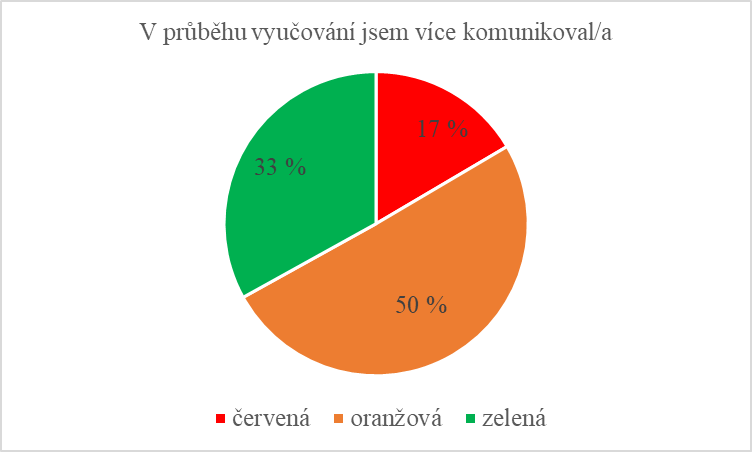 V průběhu vyučování jsem více komunikoval/a
17 %
33 %
50 %
červená oranžová zelená